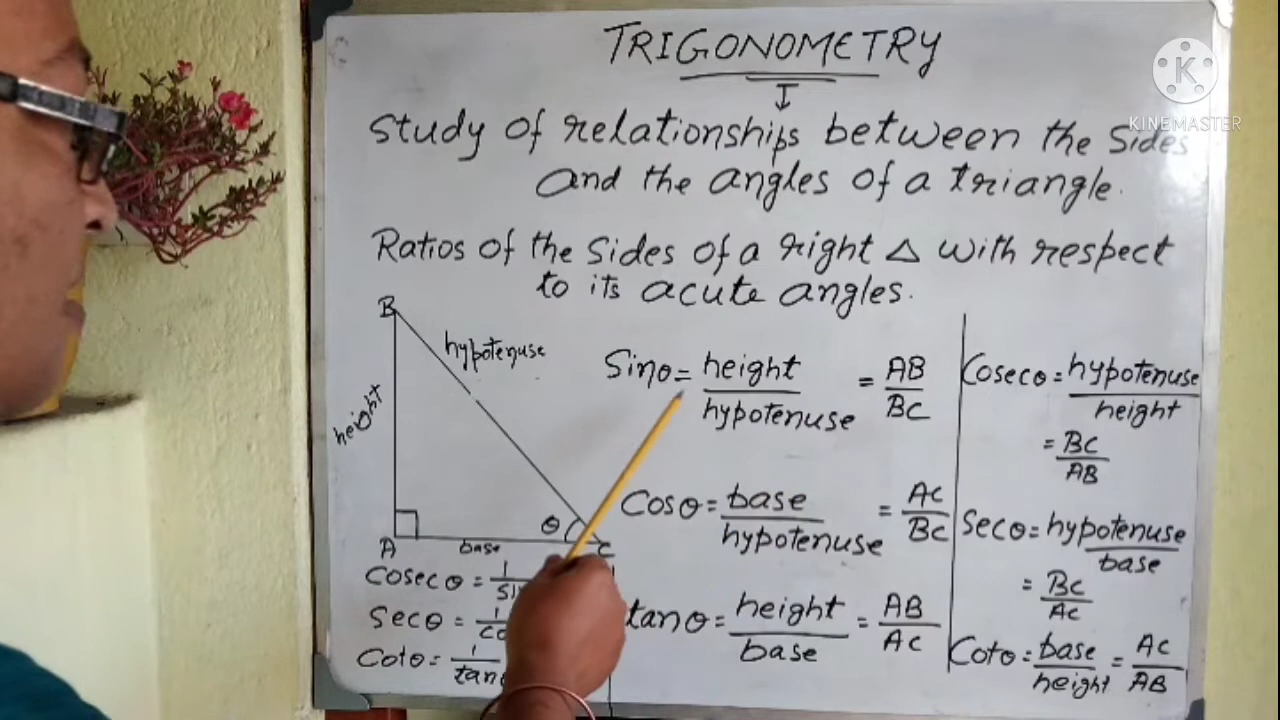 TRIGONOMETRY
Study of relationships between the sides
and the angles of a triangle.
Ratios of the sides of a right Δ with respect
to its acute angles.
B
hypotenuse
height
A
base
θ
C
Cosec θ = 1
Sec θ = 1
Cotθ = 1
Sinθ = height / hypotenuse = AB / BC
Cosθ = base / hypotenuse = AC / BC
tanθ = height / base = AB / AC
Cosecθ = hypotenuse / height
= BC / AB
Secθ = hypotenuse / base
= BC / AC
Cotθ = base / height = AC / AB
K
KINEMASTER